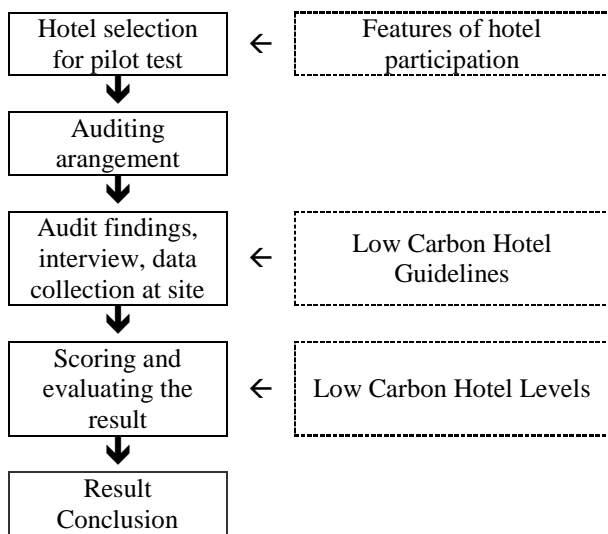 Hotel selection
for pilot test
←
Features of hotel
participation
Auditing
arangement
Audit findings,
interview, data
collection at site
←
Low Carbon Hotel
Guidelines
Scoring and
evaluating the
result
←
Low Carbon Hotel Levels
Result
Conclusion